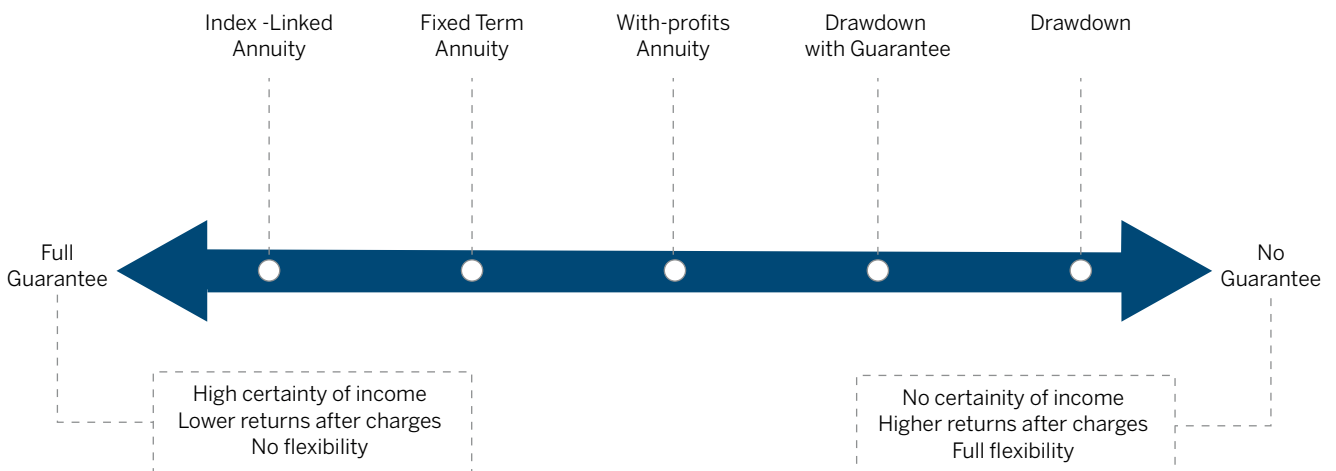 Index -Linked
Annuity
Fixed Term
Annuity
With-profits
Annuity
Drawdown
with Guarantee
Drawdown
Full
Guarantee
No
Guarantee
High certainty of income
Lower returns after charges
No flexibility
No certainity of income
Higher returns after charges
Full flexibility